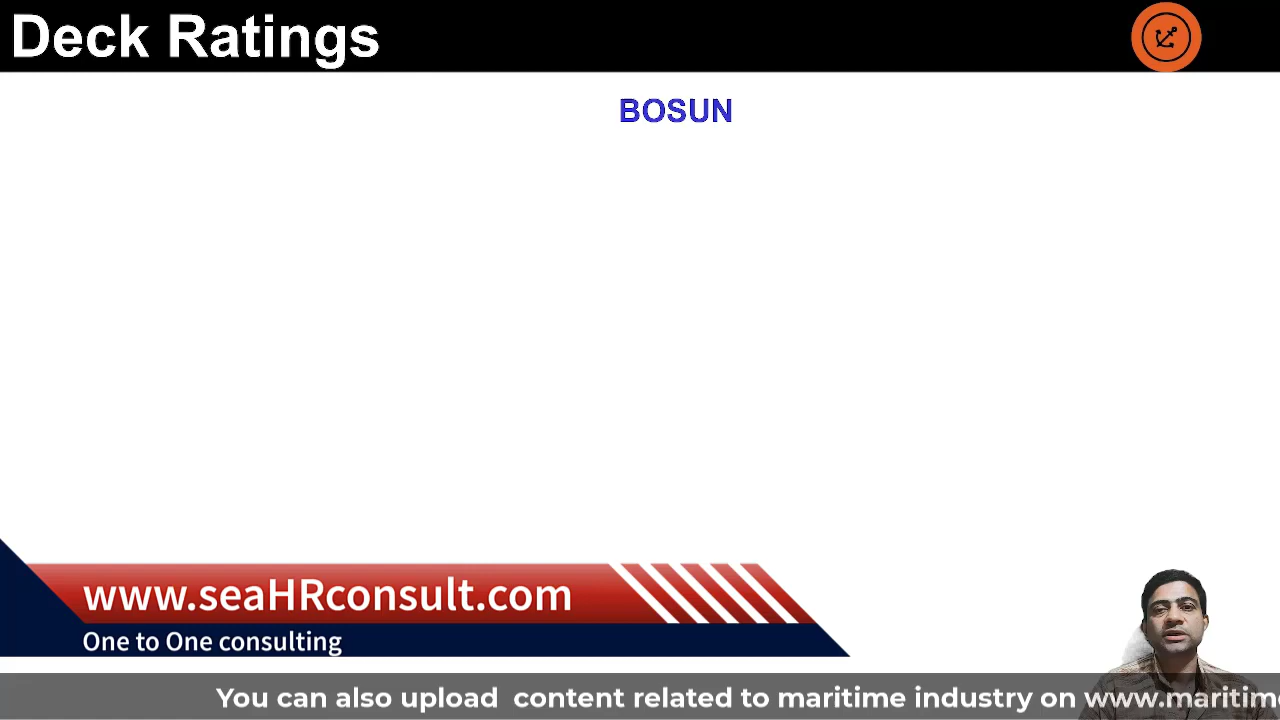 Deck Ratings
BOSUN
www.seaHRconsult.com
One to One consulting
You can also upload content related to maritime industry on